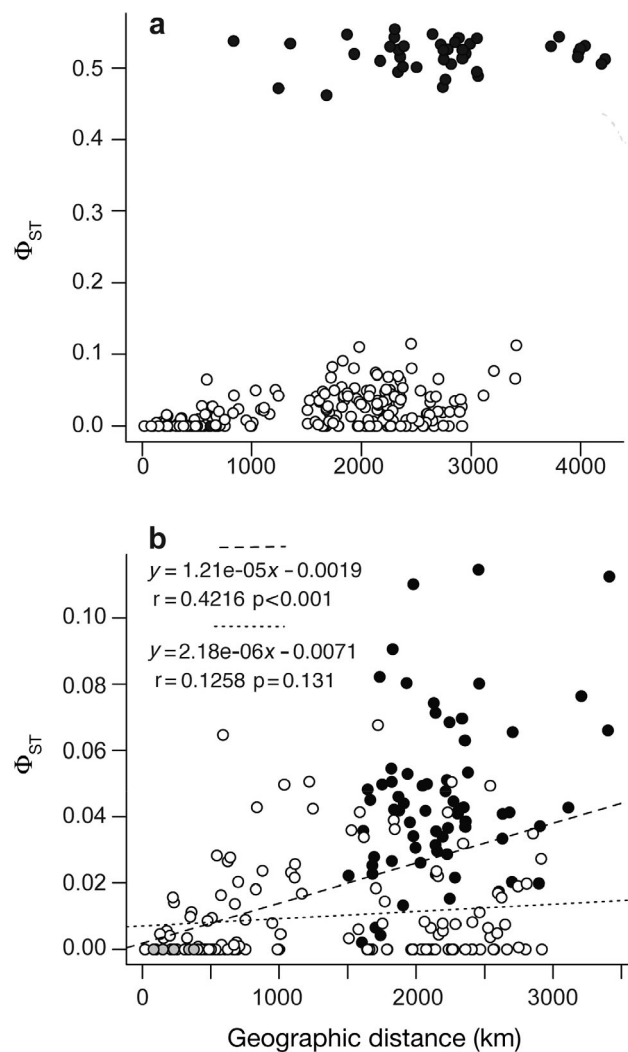 a
0.5
0.4
0.3
0.2
0.1
0.0
ΦST
0 1000 2000 3000 4000
b
y = 1.21e-05x – 0.0019
r = 0.4216 p<0.001
y = 2.18e-06x – 0.0071
r = 0.1258 p = 0.131
0.10
0.08
0.06
0.04
0.02
0.00
ΦST
0 1000 2000 3000
Geographic distance (km)